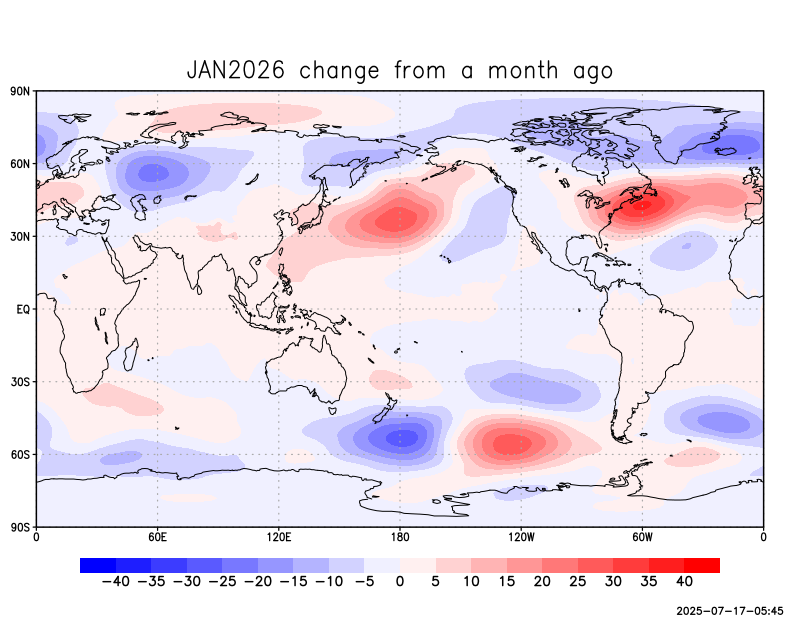 JAN2026 change from a month ago
90N
60N
30N
EQ
30S
60S
90S
0 60E 120E 180 120W 60W 0
−40 −35 −30 −25 −20 −15 −10 −5 0 5 10 15 20 25 30 35 40
2025-07-17-05:45